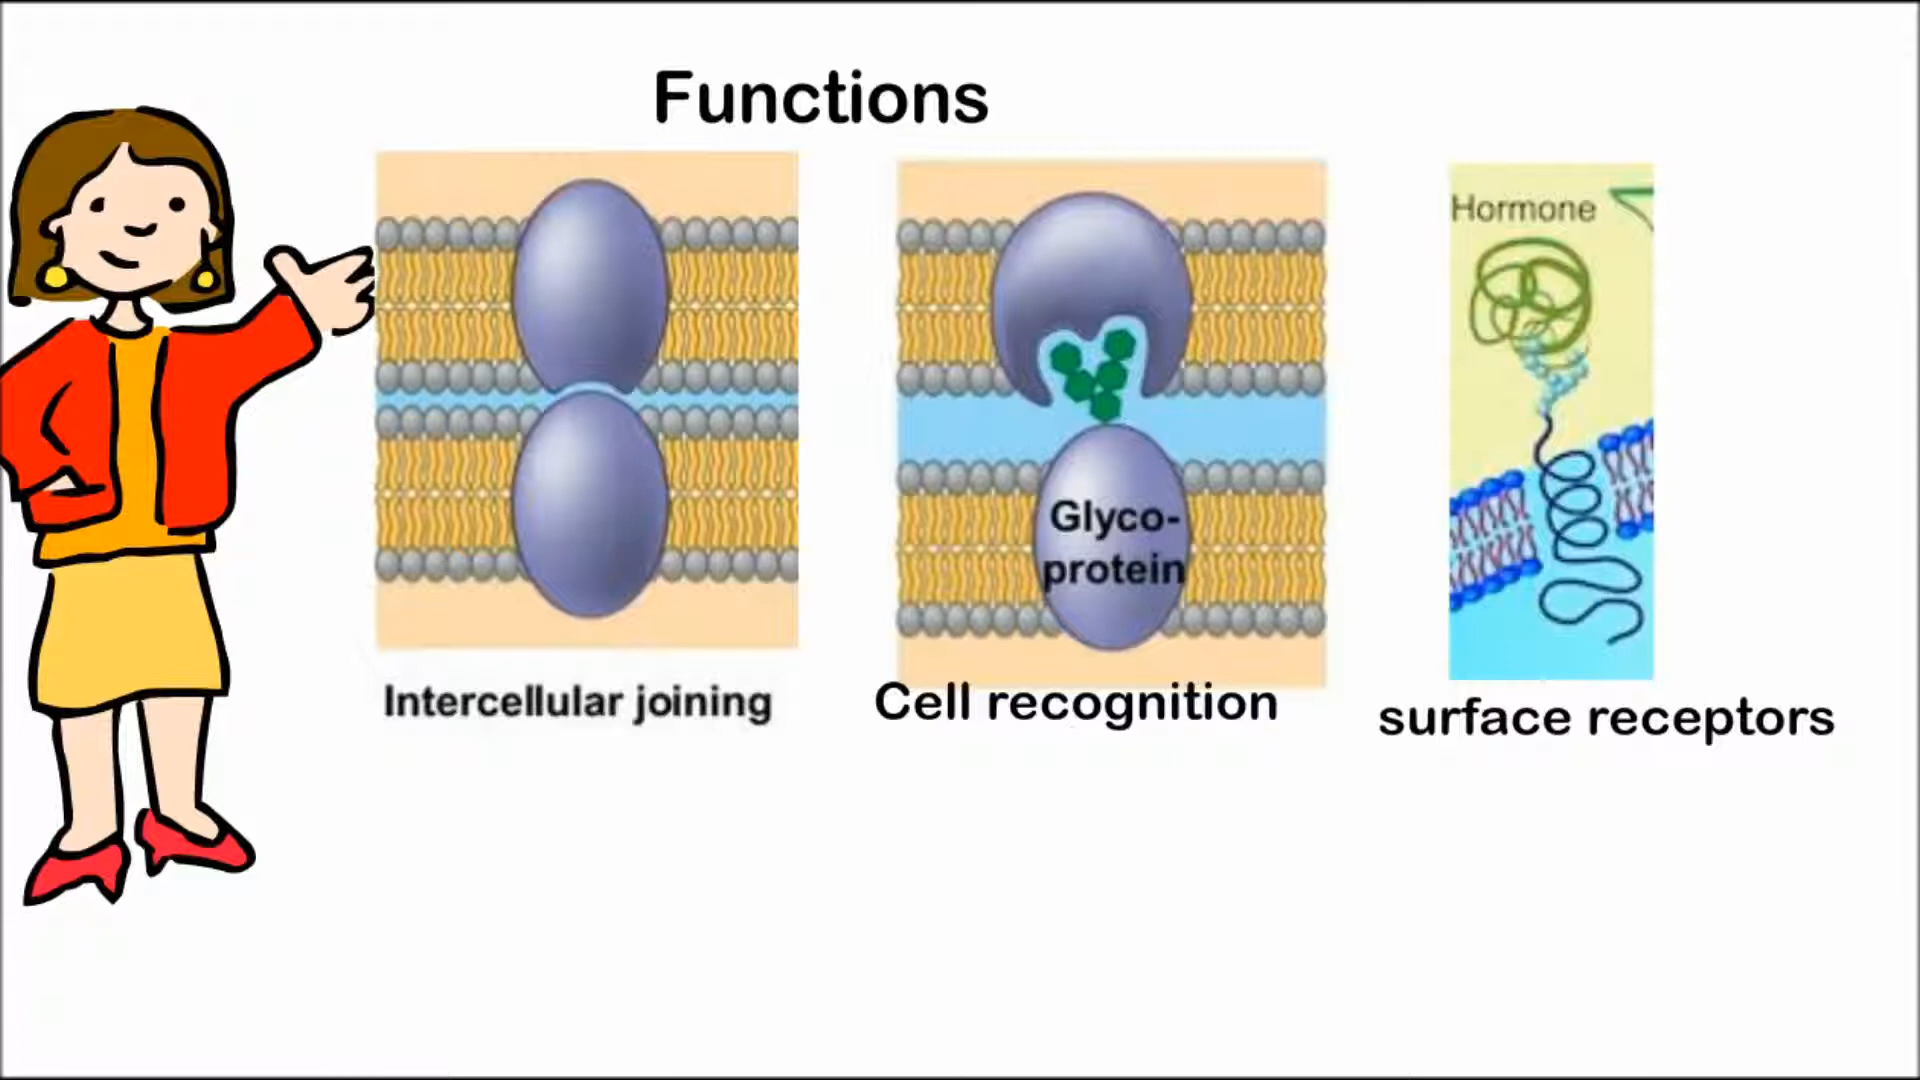 Functions
Hormone
Glyco-
protein
Intercellular joining
Cell recognition
surface receptors